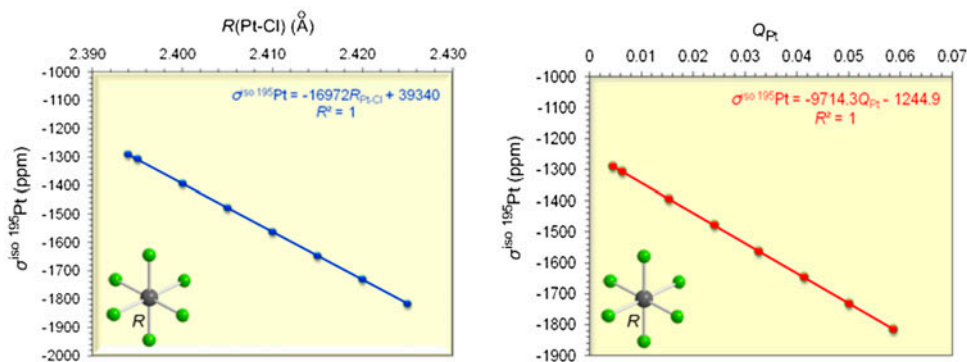 R(Pt-Cl) (Å)
2.390 2.400 2.410 2.420 2.430
-1000
-1100
-1200
-1300
-1400
-1500
-1600
-1700
-1800
-1900
-2000
σiso 195Pt (ppm)
σiso 195Pt = -16972RPt-Cl + 39340
R² = 1
R
QPt
0 0.01 0.02 0.03 0.04 0.05 0.06 0.07
-1000
-1100
-1200
-1300
-1400
-1500
-1600
-1700
-1800
-1900
σiso 195Pt (ppm)
σiso 195Pt = -9714.3QPt - 1244.9
R² = 1
R